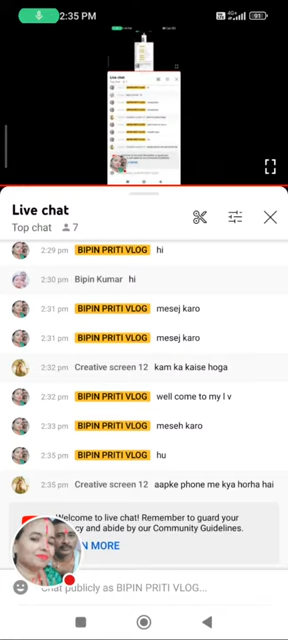 2:35 PM
4G+
91
Live chat
Top chat 7
2:29 pm BIPIN PRITI VLOG hi
2:30 pm Bipin Kumar hi
2:31 pm BIPIN PRITI VLOG mesej karo
2:31 pm BIPIN PRITI VLOG mesej karo
2:32 pm Creative screen 12 kam ka kaise hoga
2:32 pm BIPIN PRITI VLOG well come to my l v
2:33 pm BIPIN PRITI VLOG meseh karo
2:35 pm BIPIN PRITI VLOG hu
2:35 pm Creative screen 12 aapke phone me kya horha hai
Welcome to live chat! Remember to guard your
and abide by our Community Guidelines.
MORE
Chat publicly as BIPIN PRITI VLOG...